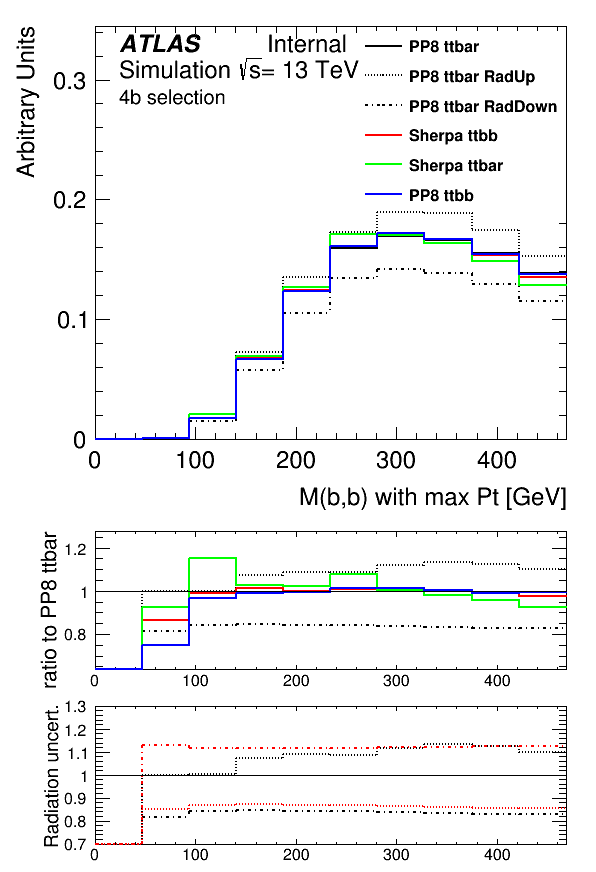 ATLAS Internal
Simulation √s= 13 TeV
4b selection
PP8 ttbar
PP8 ttbar RadUp
PP8 ttbar RadDown
Sherpa ttbb
Sherpa ttbar
PP8 ttbb
Arbitrary Units
0.3
0.2
0.1
0
0 100 200 300 400
M(b,b) with max Pt [GeV]
ratio to PP8 ttbar
1.2
1
0.8
0 100 200 300 400
Radiation uncert.
1.3
1.2
1.1
1
0.9
0.8
0.7
0 100 200 300 400